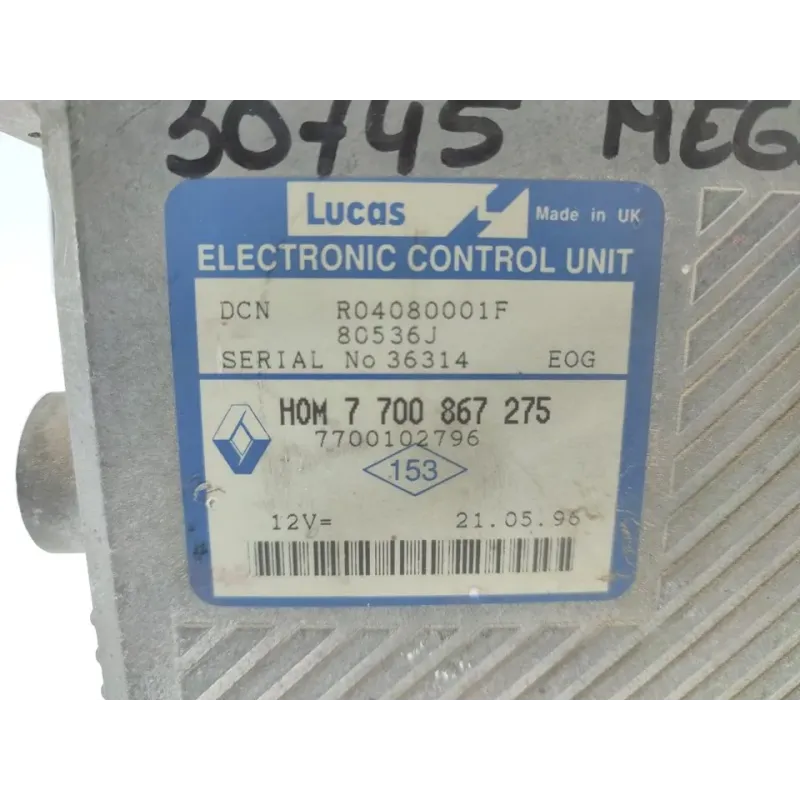 30745 MEG
Lucas Made in UK
ELECTRONIC CONTROL UNIT
DCN R04080001F
80536J
SERIAL No 36314 EOG
HOM 7 700 867 275
7700102796
153
12V= 21.05.96